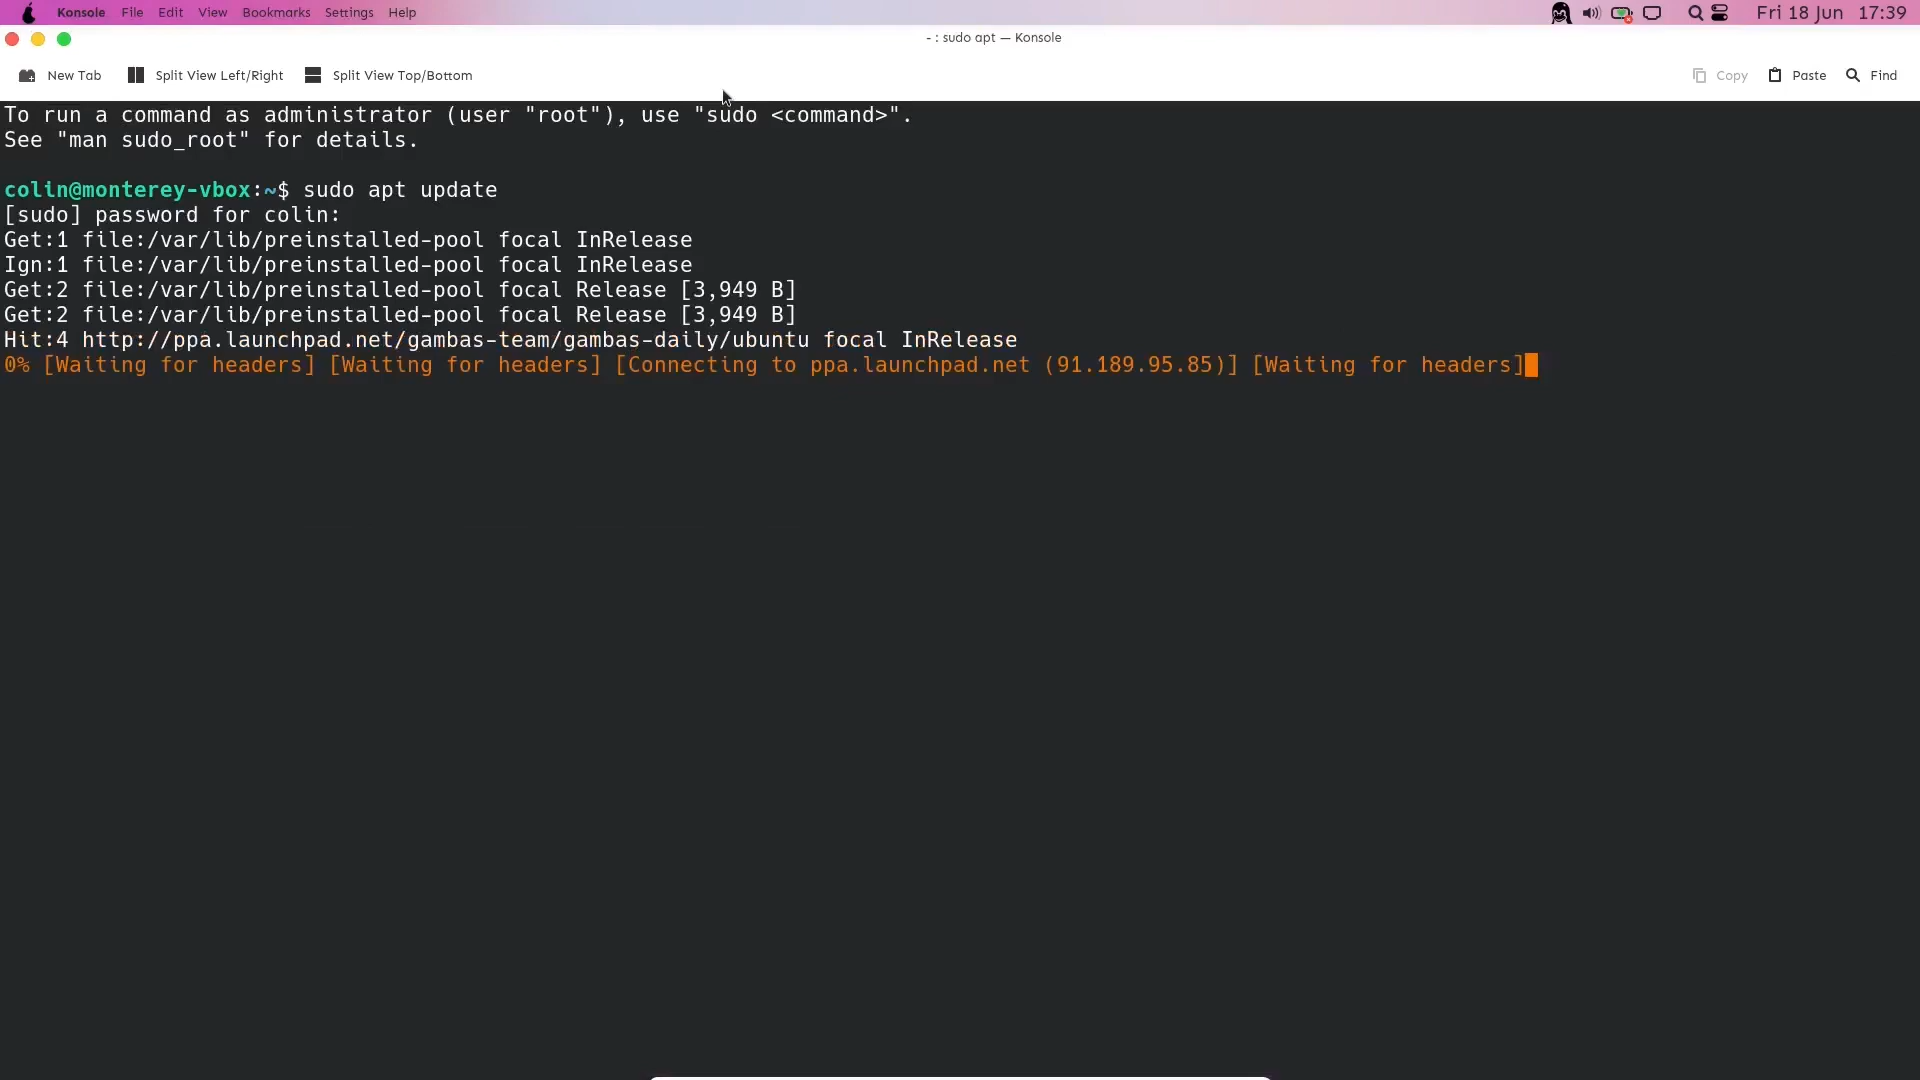 Konsole File Edit View Bookmarks Settings Help Fri 18 Jun 17:39
- : sudo apt — Konsole
New Tab Split View Left/Right Split View Top/Bottom Copy Paste Find
To run a command as administrator (user "root"), use "sudo <command>".
See "man sudo_root" for details.
colin@monterey-vbox:~$ sudo apt update
[sudo] password for colin:
Get:1 file:/var/lib/preinstalled-pool focal InRelease
Ign:1 file:/var/lib/preinstalled-pool focal InRelease
Get:2 file:/var/lib/preinstalled-pool focal Release [3,949 B]
Get:2 file:/var/lib/preinstalled-pool focal Release [3,949 B]
Hit:4 http://ppa.launchpad.net/gambas-team/gambas-daily/ubuntu focal InRelease
0% [Waiting for headers] [Waiting for headers] [Connecting to ppa.launchpad.net (91.189.95.85)] [Waiting for headers]